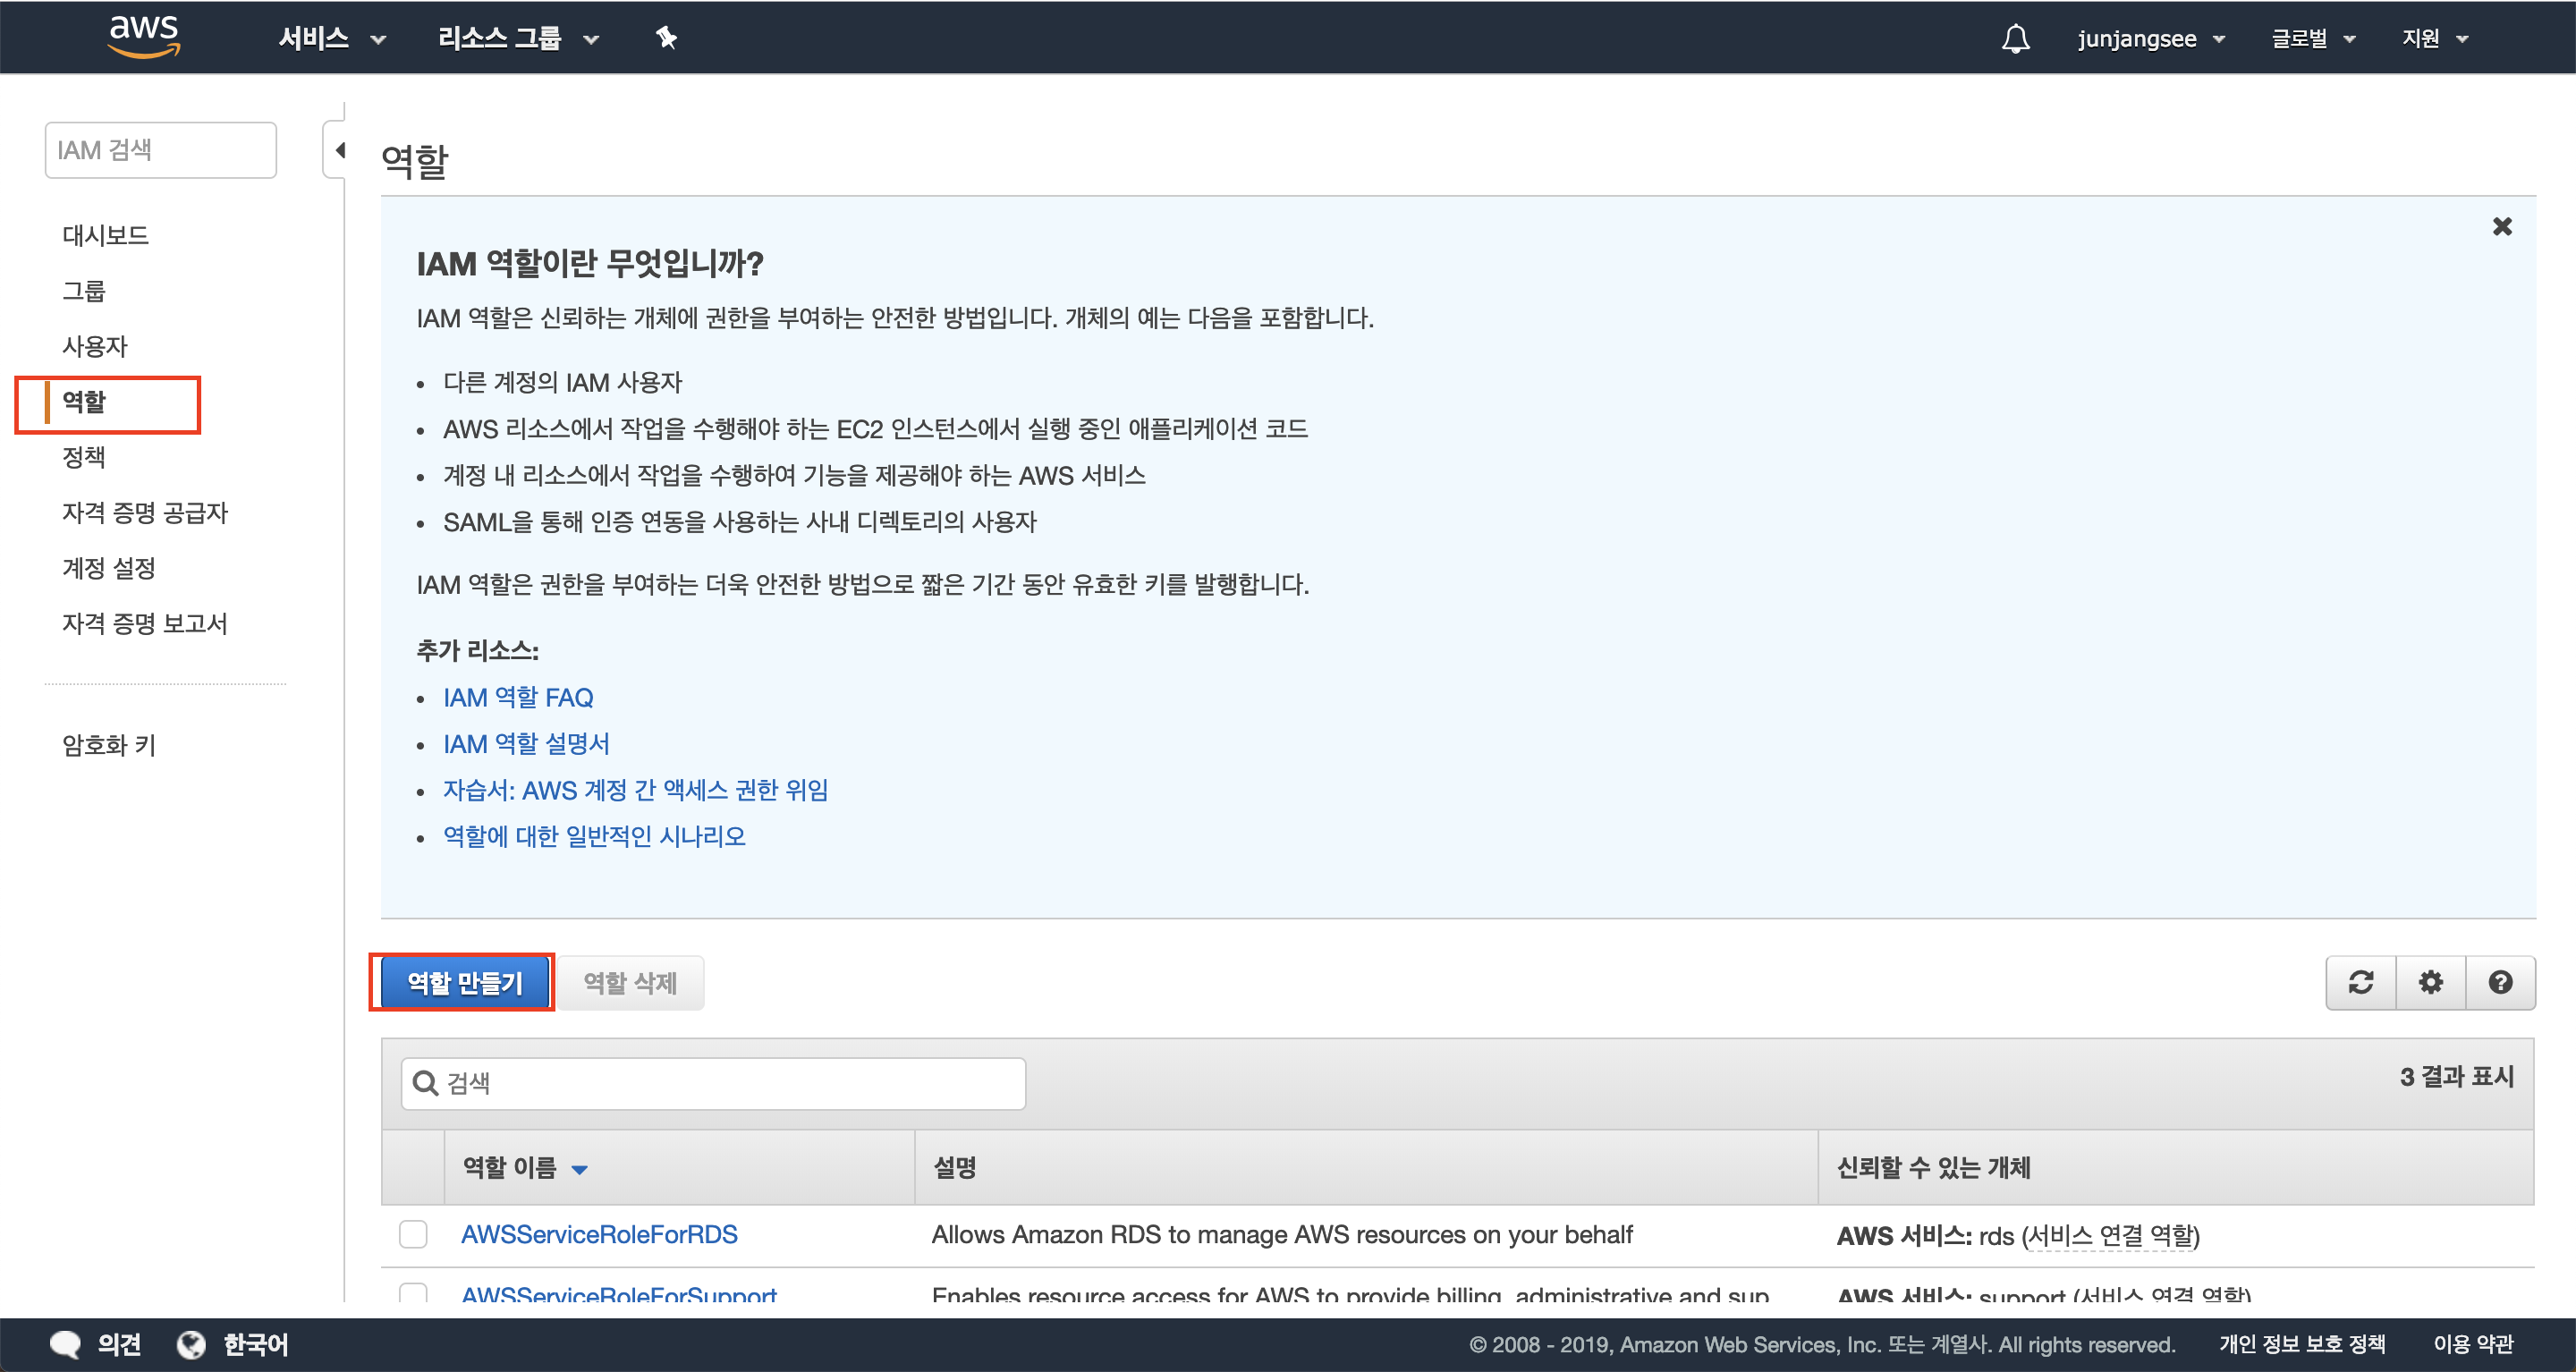 aws 서비스 리소스 그룹 junjangsee 글로벌 지원
IAM 검색
대시보드
그룹
사용자
역할
정책
자격 증명 공급자
계정 설정
자격 증명 보고서
암호화 키
역할
IAM 역할이란 무엇입니까?
IAM 역할은 신뢰하는 개체에 권한을 부여하는 안전한 방법입니다. 개체의 예는 다음을 포함합니다.
• 다른 계정의 IAM 사용자
• AWS 리소스에서 작업을 수행해야 하는 EC2 인스턴스에서 실행 중인 애플리케이션 코드
• 계정 내 리소스에서 작업을 수행하여 기능을 제공해야 하는 AWS 서비스
• SAML을 통해 인증 연동을 사용하는 사내 디렉토리의 사용자
IAM 역할은 권한을 부여하는 더욱 안전한 방법으로 짧은 기간 동안 유효한 키를 발행합니다.
추가 리소스:
• IAM 역할 FAQ
• IAM 역할 설명서
• 자습서: AWS 계정 간 액세스 권한 위임
• 역할에 대한 일반적인 시나리오
역할 만들기 역할 삭제
검색 3 결과 표시
역할 이름 설명 신뢰할 수 있는 개체
AWSServiceRoleForRDS Allows Amazon RDS to manage AWS resources on your behalf AWS 서비스: rds (서비스 연결 역할)
AWSServiceRoleForSupport Enables resource access for AWS to provide billing, administrative and sup AWS 서비스: support (서비스 연결 역할)
의견 한국어 © 2008 - 2019, Amazon Web Services, Inc. 또는 계열사. All rights reserved. 개인 정보 보호 정책 이용 약관